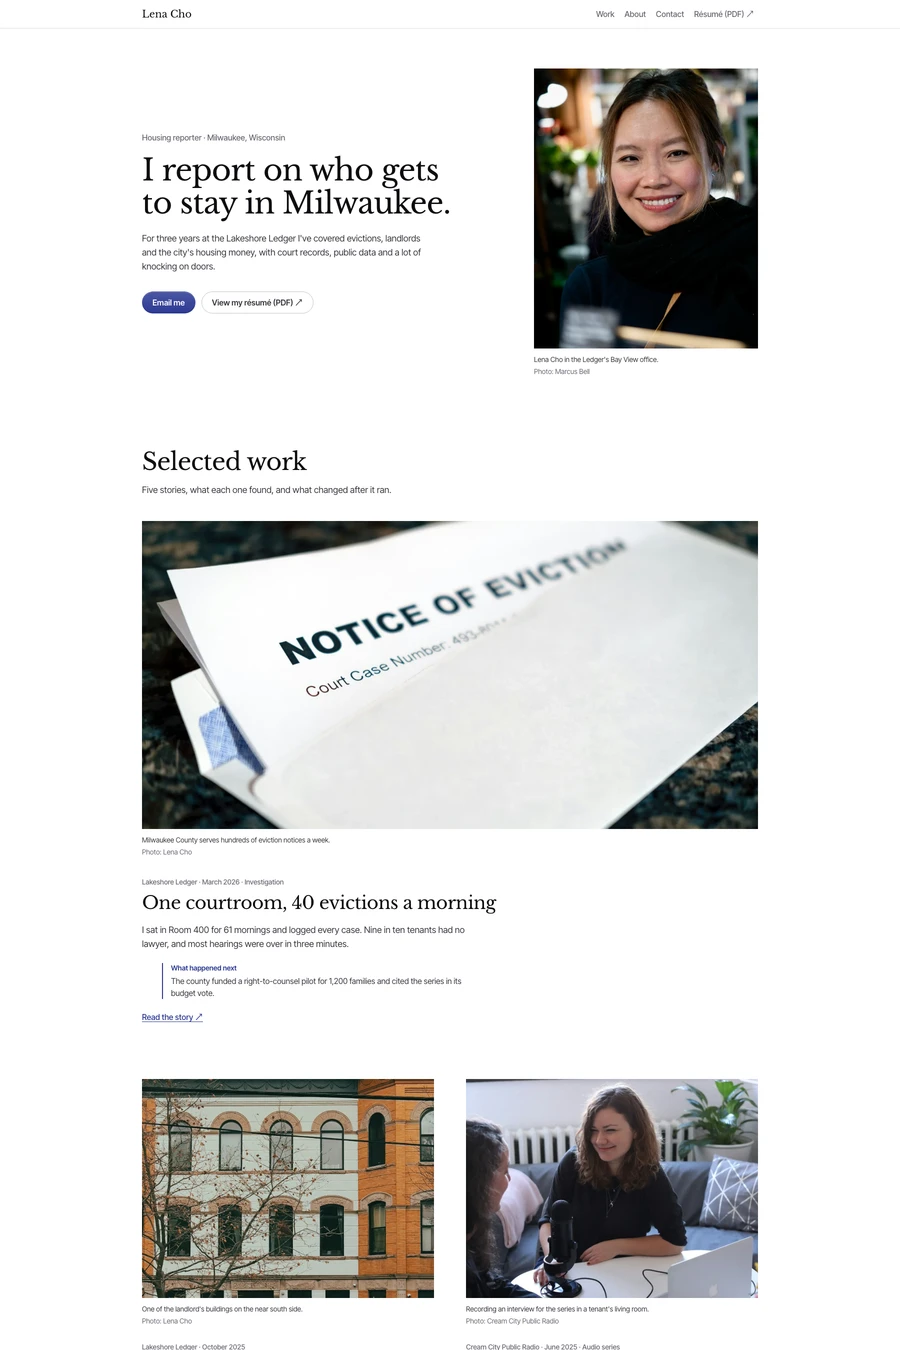 Lena Cho
Work About Contact Résumé (PDF) ↗
Housing reporter · Milwaukee, Wisconsin
I report on who gets
to stay in Milwaukee.
For three years at the Lakeshore Ledger I've covered evictions, landlords
and the city's housing money, with court records, public data and a lot of
knocking on doors.
Email me View my résumé (PDF) ↗
Lena Cho in the Ledger's Bay View office.
Photo: Marcus Bell
Selected work
Five stories, what each one found, and what changed after it ran.
NOTICE OF EVICTION
Court Case Number: 493-
Milwaukee County serves hundreds of eviction notices a week.
Photo: Lena Cho
Lakeshore Ledger · March 2026 · Investigation
One courtroom, 40 evictions a morning
I sat in Room 400 for 61 mornings and logged every case. Nine in ten tenants had no
lawyer, and most hearings were over in three minutes.
What happened next
The county funded a right-to-counsel pilot for 1,200 families and cited the series in its
budget vote.
Read the story ↗
One of the landlord's buildings on the near south side.
Photo: Lena Cho
Lakeshore Ledger · October 2025
Recording an interview for the series in a tenant's living room.
Photo: Cream City Public Radio
Cream City Public Radio · June 2025 · Audio series